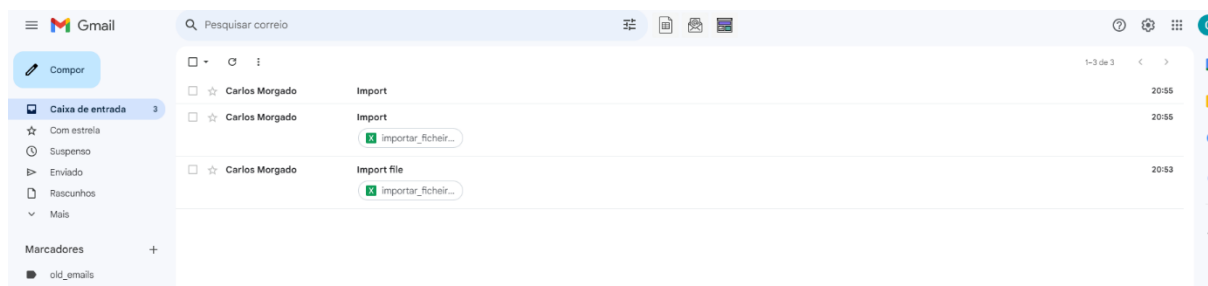 Gmail
Pesquisar correio
Compor
1–3 de 3
Carlos Morgado Import 20:55
Caixa de entrada 3
Carlos Morgado Import 20:55
Com estrela
importar_ficheir...
Suspenso
Enviado
Carlos Morgado Import file 20:53
Rascunhos
importar_ficheir...
Mais
Marcadores
old_emails